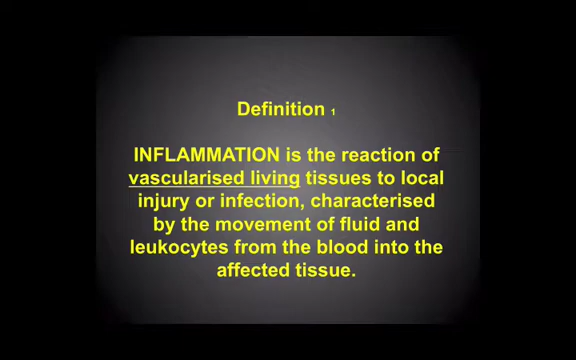 Definition 1
INFLAMMATION is the reaction of
vascularised living tissues to local
injury or infection, characterised
by the movement of fluid and
leukocytes from the blood into the
affected tissue.